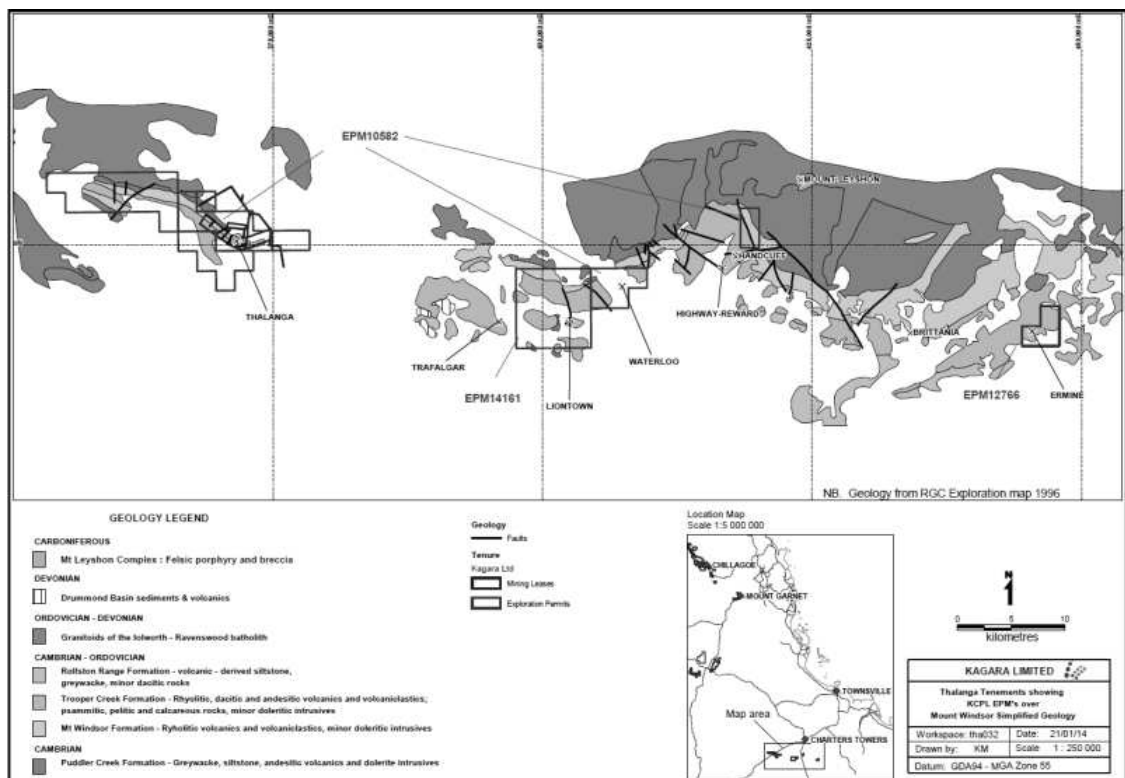 EPM10582
MOUNT LEYSHON
HANDCUFF
THALANGA
HIGHWAY-REWARD
BRITTANIA
TRAFALGAR
WATERLOO
EPM14161
LIONTOWN
EPM12766
ERMINE
NB. Geology from RGC Exploration map 1996
GEOLOGY LEGEND
CARBONIFEROUS
Mt Leyshon Complex : Felsic porphyry and breccia
DEVONIAN
Drummond Basin sediments & volcanics
ORDOVICIAN - DEVONIAN
Granitoids of the lolworth - Ravenswood batholith
CAMBRIAN - ORDOVICIAN
Rollston Range Formation - volcanic - derived siltstone,
greywacke, minor dacitic rocks
Trooper Creek Formation - Rhyolitic, dacitic and andesitic volcanics and volcaniclastics;
psammitic, pelitic and calcareous rocks, minor doleritic intrusives
Mt Windsor Formation - Ryholitic volcanics and volcaniclastics, minor doleritic intrusives
CAMBRIAN
Puddler Creek Formation - Greywacke, siltstone, andesitic volcanics and dolerite intrusives
Geology
Faults
Tenure
Kagara Ltd
Mining Leases
Exploration Permits
Location Map
Scale 1:5 000 000
CHILLAGOE
MOUNT GARNET
TOWNSVILLE
Map area
CHARTERS TOWERS
N
0 5 10
kilometres
KAGARA LIMITED
Thalanga Tenements showing
KCPL EPM's over
Mount Windsor Simplified Geology
Workspace: tha032 Date: 21/01/14
Drawn by: KM Scale 1 : 250 000
Datum: GDA94 - MGA Zone 55